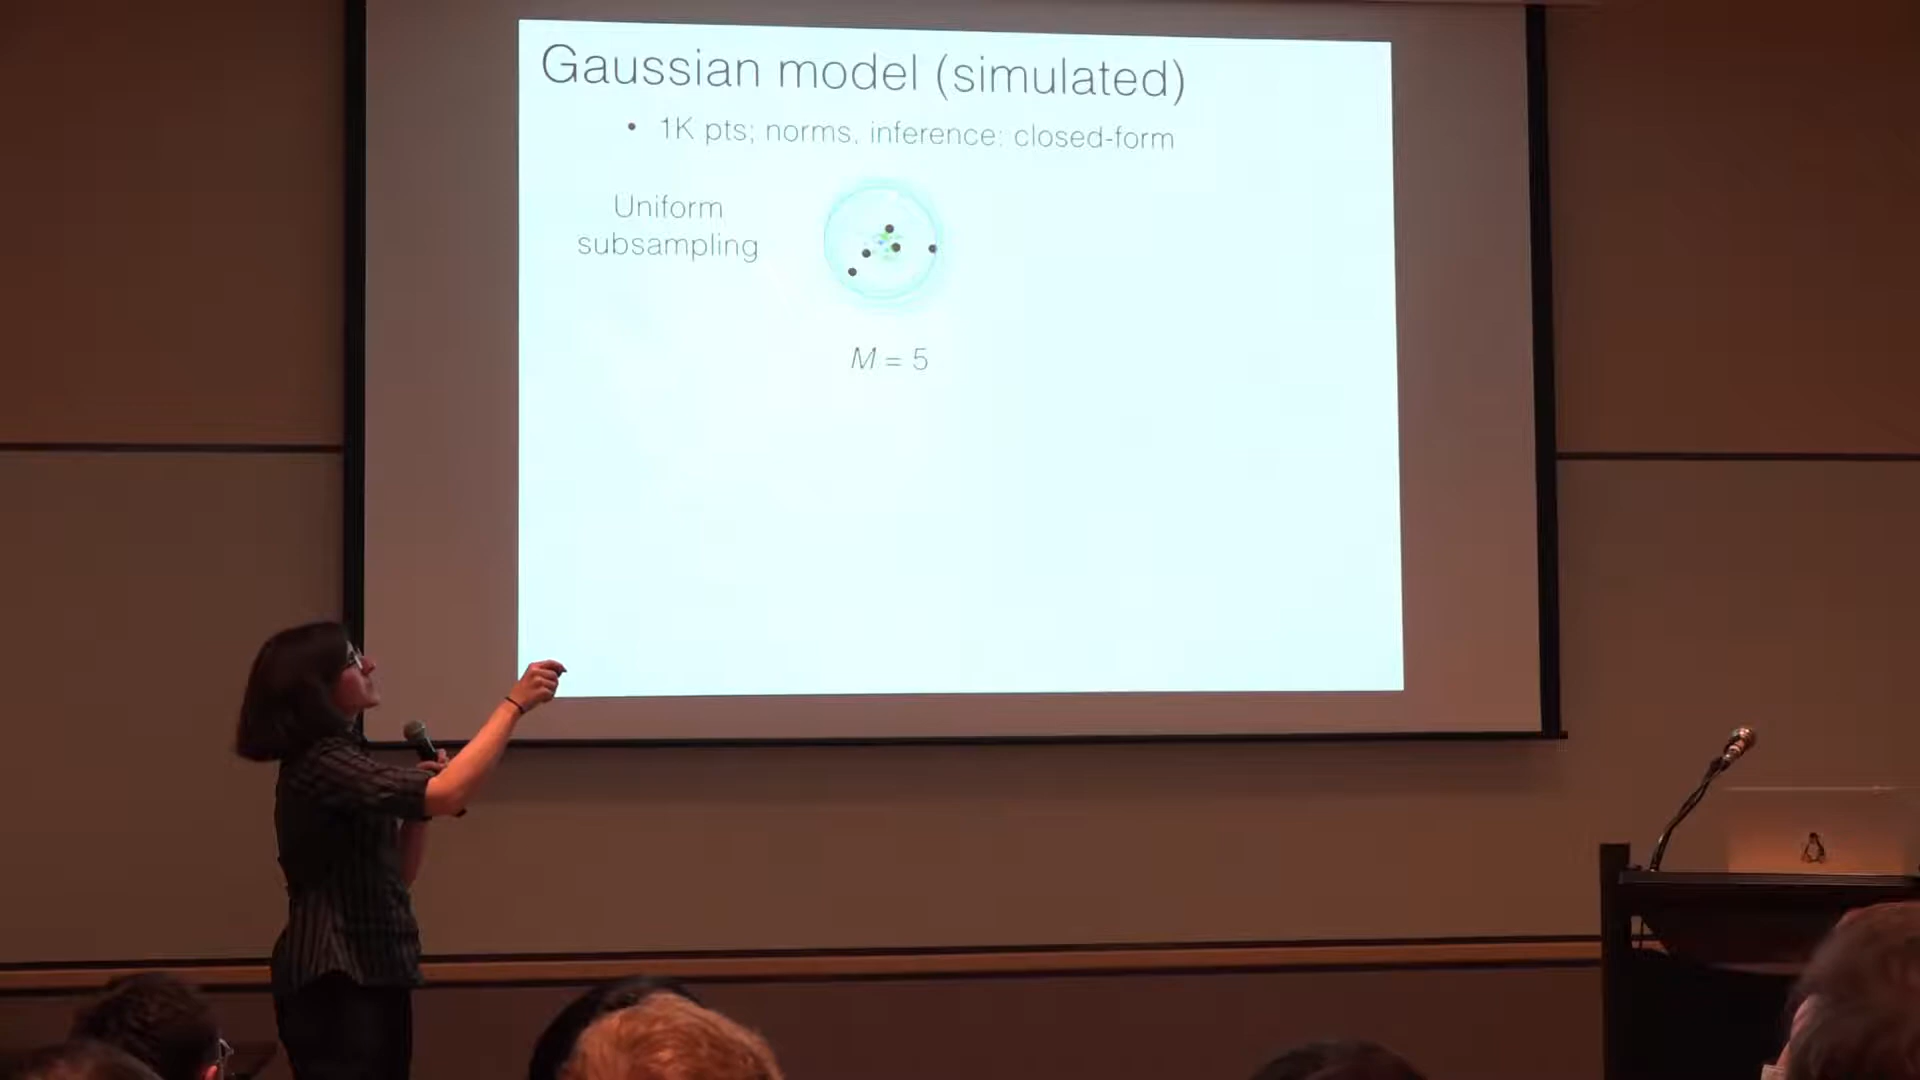 Gaussian model (simulated)
• 1K pts; norms, inference: closed-form
Uniform
subsampling
M = 5